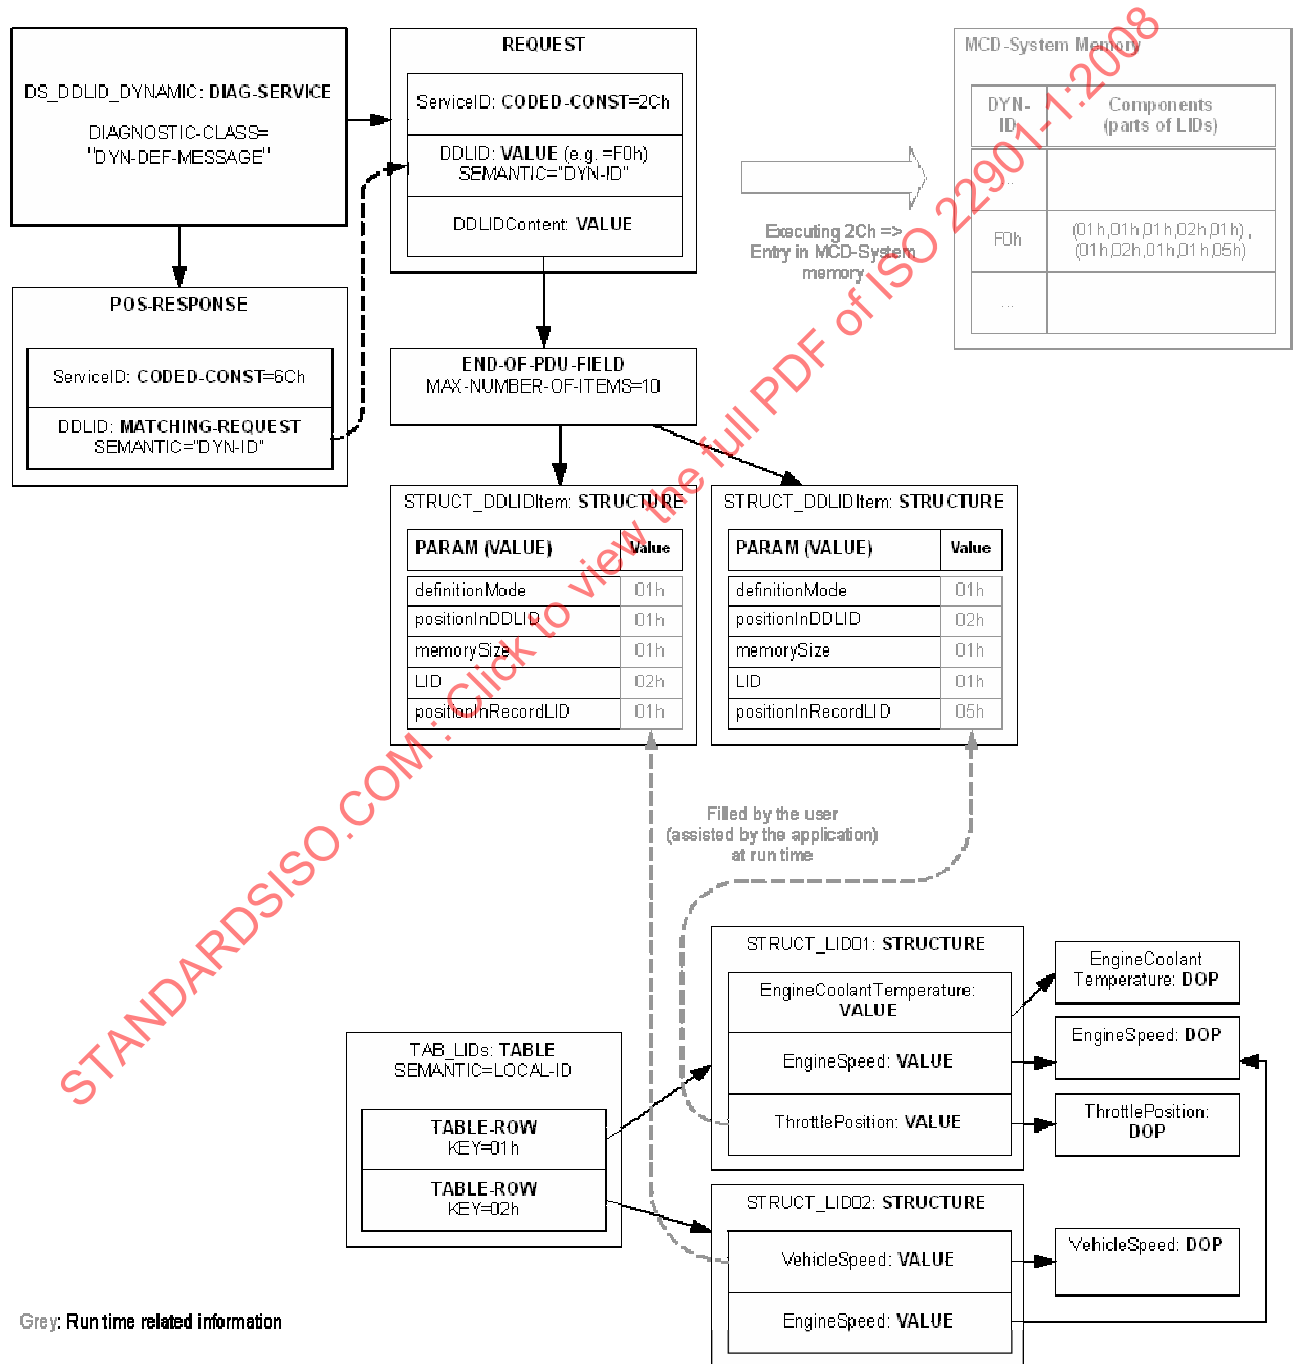 DS_DDLID_DYNAMIC: DIAG-SERVICE
DIAGNOSTIC-CLASS=
"DYN-DEF-MESSAGE"
REQUEST
ServiceID: CODED-CONST=2Ch
DDLID: VALUE (e.g. =F0h)
SEMANTIC="DYN-ID"
DDLIDContent: VALUE
Executing 2Ch =>
Entry in MCD-System
memory
MCD-System Memory
DYN-
ID
Components
(parts of LIDs)
...
F0h
(01h,01h,01h,02h,01h),
(01h,02h,01h,01h,05h)
...
POS-RESPONSE
ServiceID: CODED-CONST=6Ch
DDLID: MATCHING-REQUEST
SEMANTIC="DYN-ID"
END-OF-PDU-FIELD
MAX-NUMBER-OF-ITEMS=10
STRUCT_DDLIDItem: STRUCTURE
PARAM (VALUE) Value
definitionMode 01h
positionInDDLID 01h
memorySize 01h
LID 02h
positionInRecordLID 01h
STRUCT_DDLIDItem: STRUCTURE
PARAM (VALUE) Value
definitionMode 01h
positionInDDLID 02h
memorySize 01h
LID 01h
positionInRecordLID 05h
Filled by the user
(assisted by the application)
at run time
TAB_LIDs: TABLE
SEMANTIC=LOCAL-ID
TABLE-ROW
KEY=01h
TABLE-ROW
KEY=02h
STRUCT_LID01: STRUCTURE
EngineCoolantTemperature:
VALUE
EngineSpeed: VALUE
ThrottlePosition: VALUE
EngineCoolant
Temperature: DOP
EngineSpeed: DOP
ThrottlePosition:
DOP
STRUCT_LID02: STRUCTURE
VehicleSpeed: VALUE
EngineSpeed: VALUE
VehicleSpeed: DOP
Grey: Run time related information
STANDARDSISO.COM : Click to view the full PDF of ISO 22901-1:2008